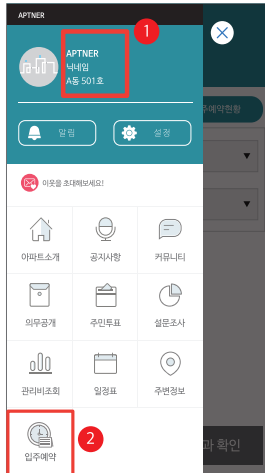 APTNER
1
APTNER
닉네임
A동 501호
알림
설정
주예약현황
이웃을 초대해보세요!
아파트소개
공지사항
커뮤니티
의무공개
주민투표
설문조사
관리비조회
일정표
주변정보
2
입주예약
과 확인